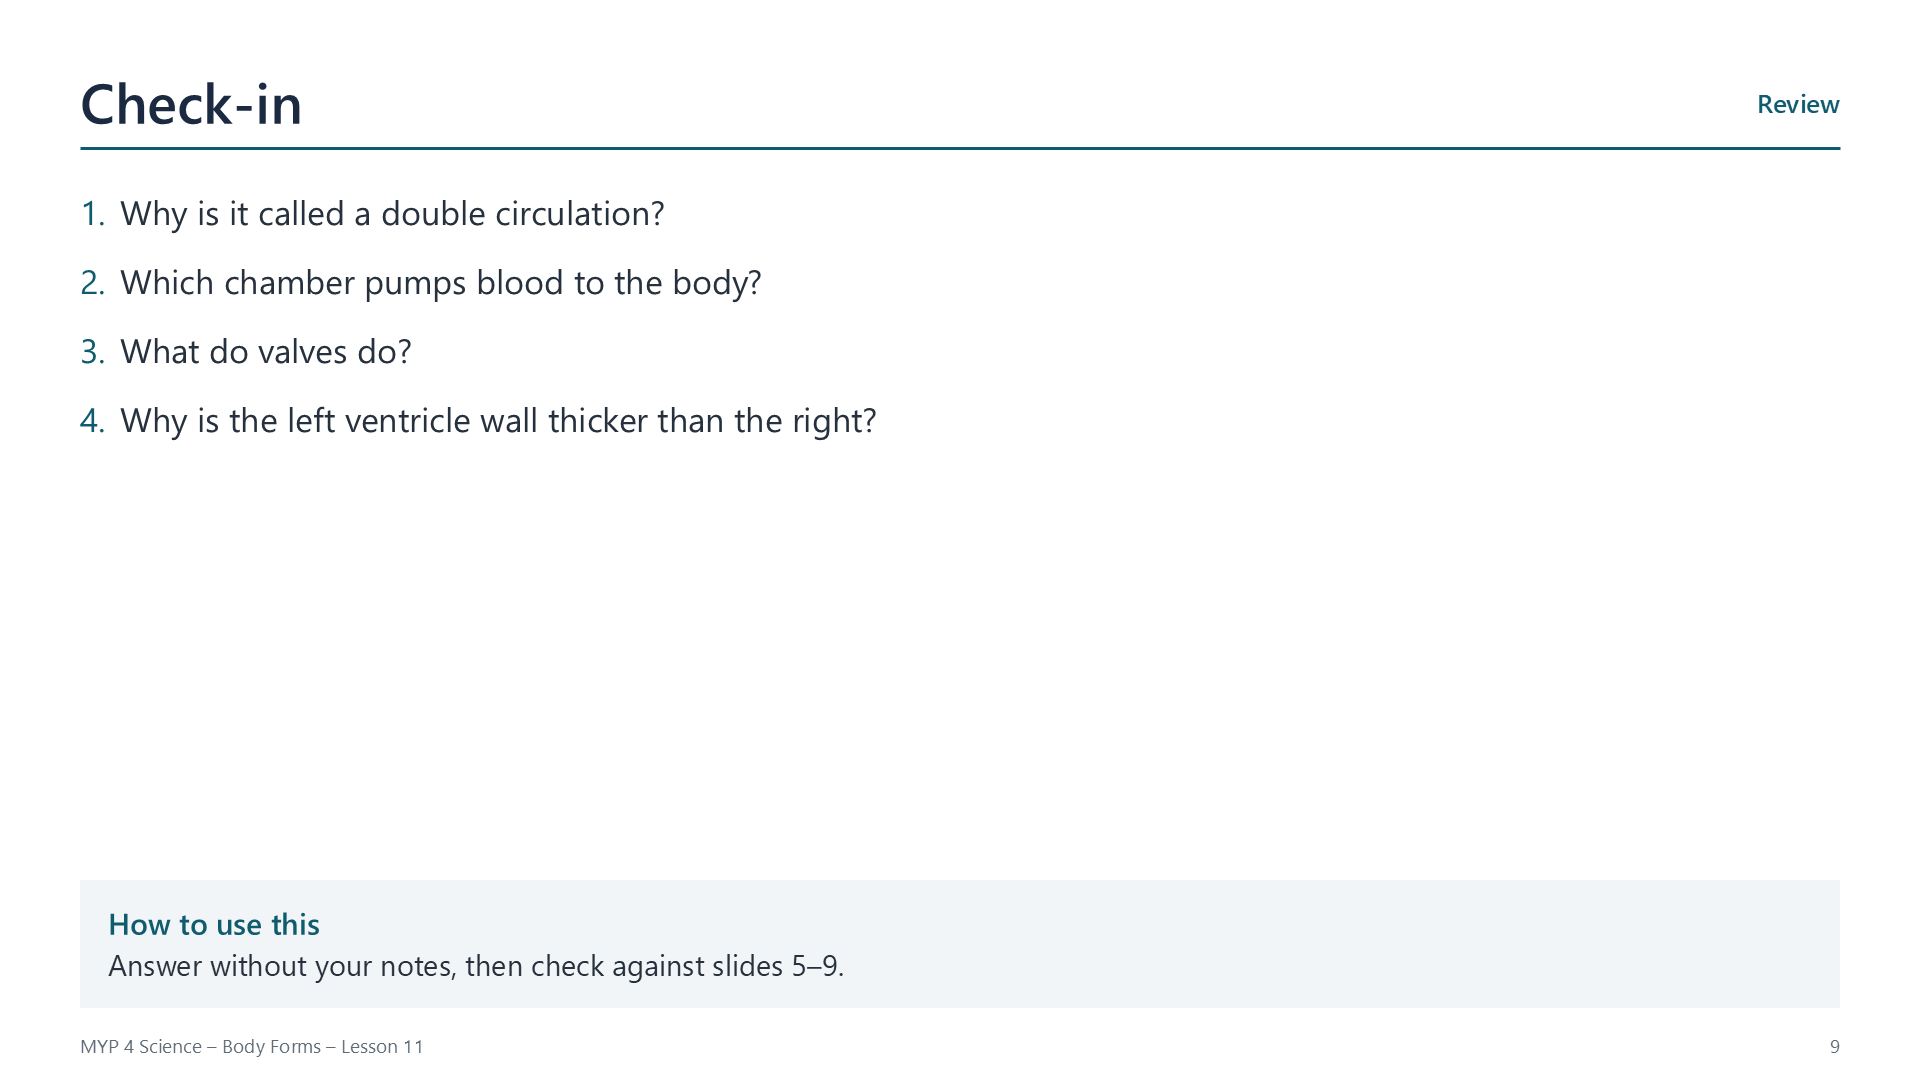 Check-in
Review
1. Why is it called a double circulation?
2. Which chamber pumps blood to the body?
3. What do valves do?
4. Why is the left ventricle wall thicker than the right?
How to use this
Answer without your notes, then check against slides 5–9.
MYP 4 Science – Body Forms – Lesson 11
9